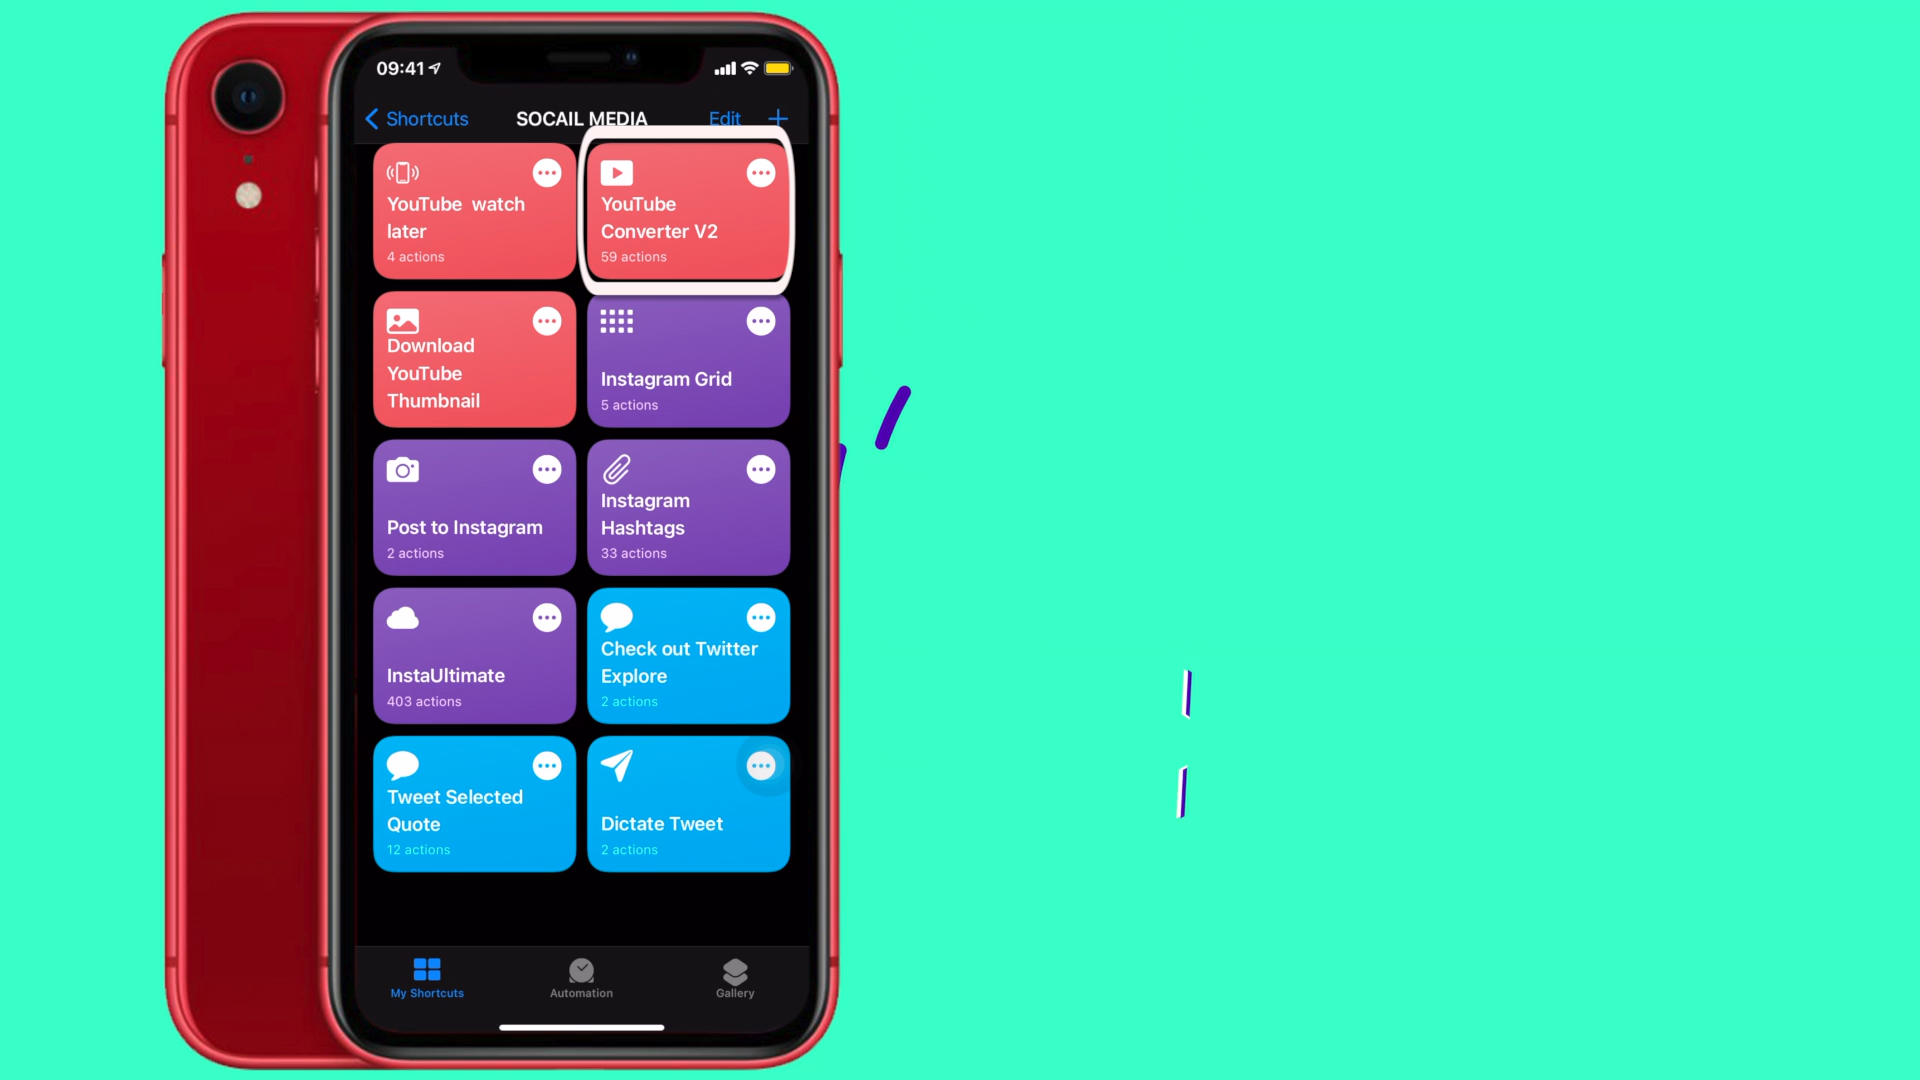 09:41
Shortcuts SOCAIL MEDIA Edit
YouTube watch
later
4 actions
YouTube
Converter V2
59 actions
Download
YouTube
Thumbnail
Instagram Grid
5 actions
Post to Instagram
2 actions
Instagram
Hashtags
33 actions
InstaUltimate
403 actions
Check out Twitter
Explore
2 actions
Tweet Selected
Quote
12 actions
Dictate Tweet
2 actions
My Shortcuts Automation Gallery